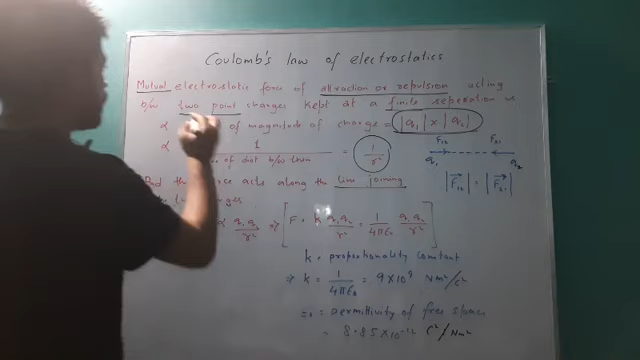 Coulomb's law of electrostatics
Mutual electrostatic force of attraction or repulsion acting
b/w two point charges kept at a finite seperation is
α of magnitude of charge = |q₁| × |q₂|
α 1 / of dist b/w them = 1/r²
F₁₂ F₂₁
q₁ q₂
|F₁₂| = |F₂₁|
And the force acts along the line joining
α q₁q₂/r² ⇒ [F = k q₁q₂/r² = 1/4πε₀ q₁q₂/r²]
k = proportionality constant
⇒ k = 1/4πε₀ = 9×10⁹ Nm²/C²
= permittivity of free space
= 8.85×10⁻¹² C²/Nm²